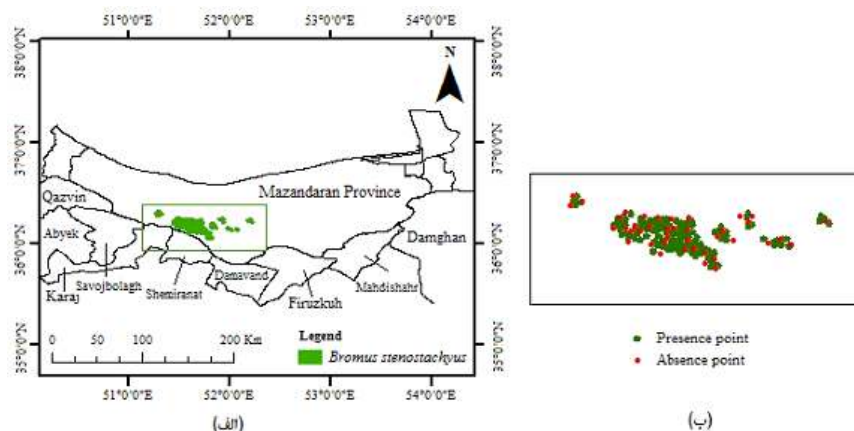 51°0'0"E 52°0'0"E 53°0'0"E 54°0'0"E
38°0'0"N 38°0'0"N
N
37°0'0"N 37°0'0"N
Mazandaran Province
Qazvin
Abyek
Damghan
36°0'0"N 36°0'0"N
Savojbolagh
Karaj
Shemiranat
Damavand
Firuzkuh
Mahdishahr
0 50 100 200 Km
Legend
Bromus stenostachyus
35°0'0"N 35°0'0"N
51°0'0"E 52°0'0"E 53°0'0"E 54°0'0"E
(الف)
Presence point
Absence point
(ب)